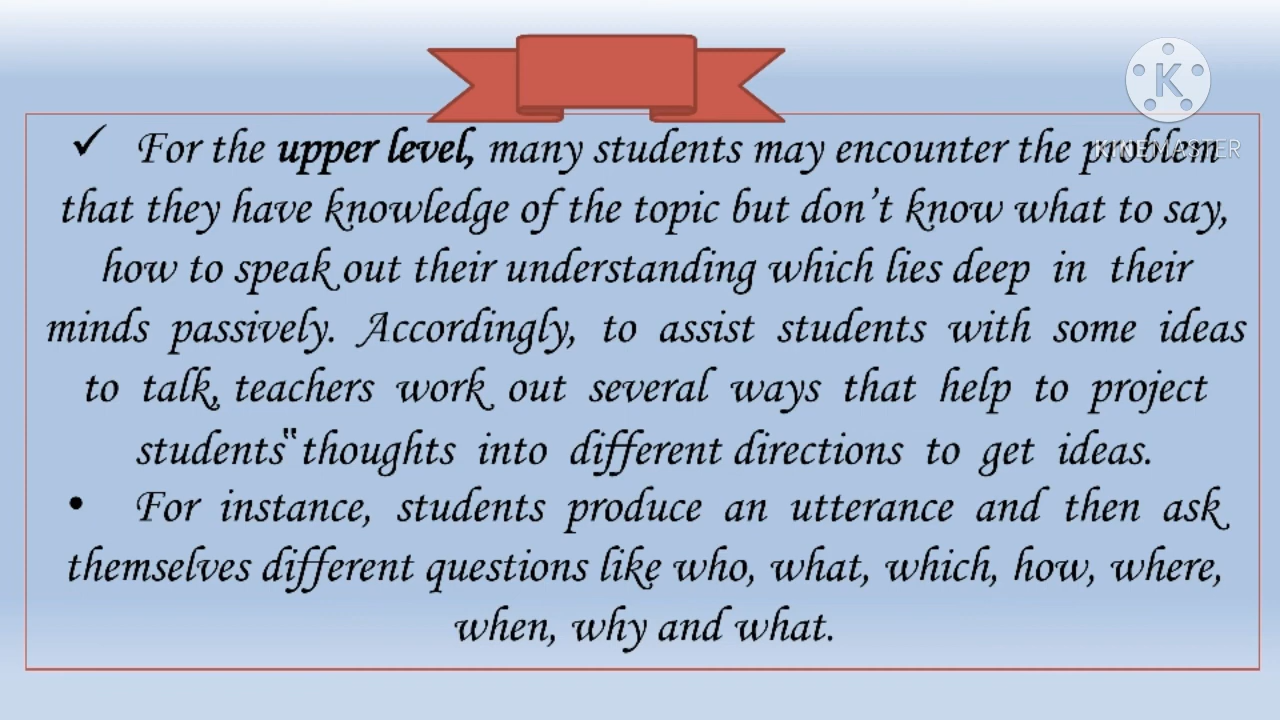 K
KINEMASTER
✓ For the upper level, many students may encounter the problem
that they have knowledge of the topic but don’t know what to say,
how to speak out their understanding which lies deep in their
minds passively. Accordingly, to assist students with some ideas
to talk, teachers work out several ways that help to project
students‟ thoughts into different directions to get ideas.
• For instance, students produce an utterance and then ask
themselves different questions like who, what, which, how, where,
when, why and what.